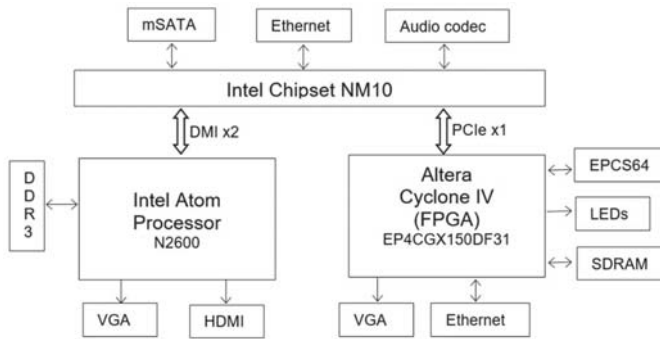 mSATA
Ethernet
Audio codec
Intel Chipset NM10
DMI x2
PCIe x1
D
D
R
3
Intel Atom
Processor
N2600
Altera
Cyclone IV
(FPGA)
EP4CGX150DF31
EPCS64
LEDs
SDRAM
VGA
HDMI
VGA
Ethernet